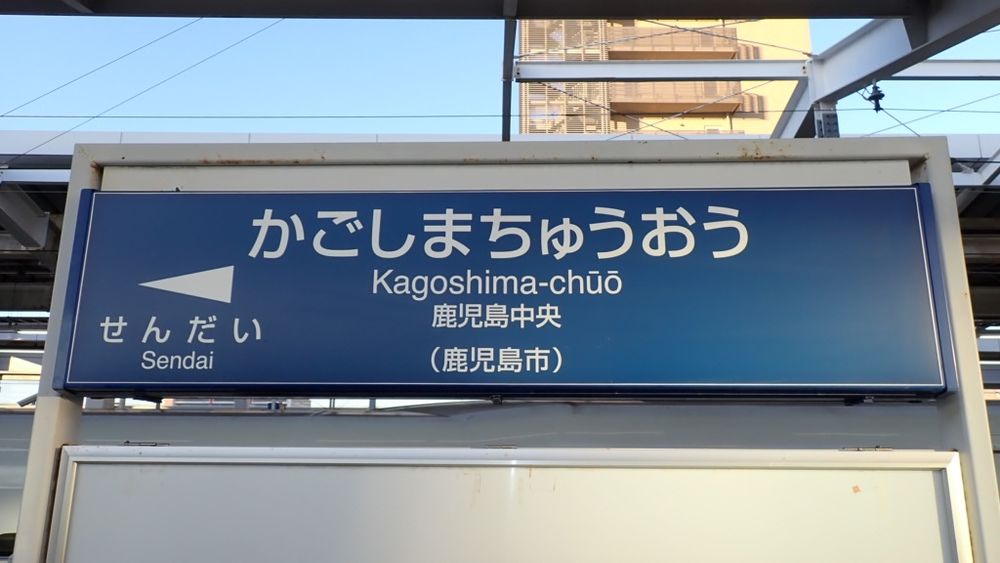 かごしまちゅうおう
Kagoshima-chūō
鹿児島中央
（鹿児島市）
せんだい
Sendai